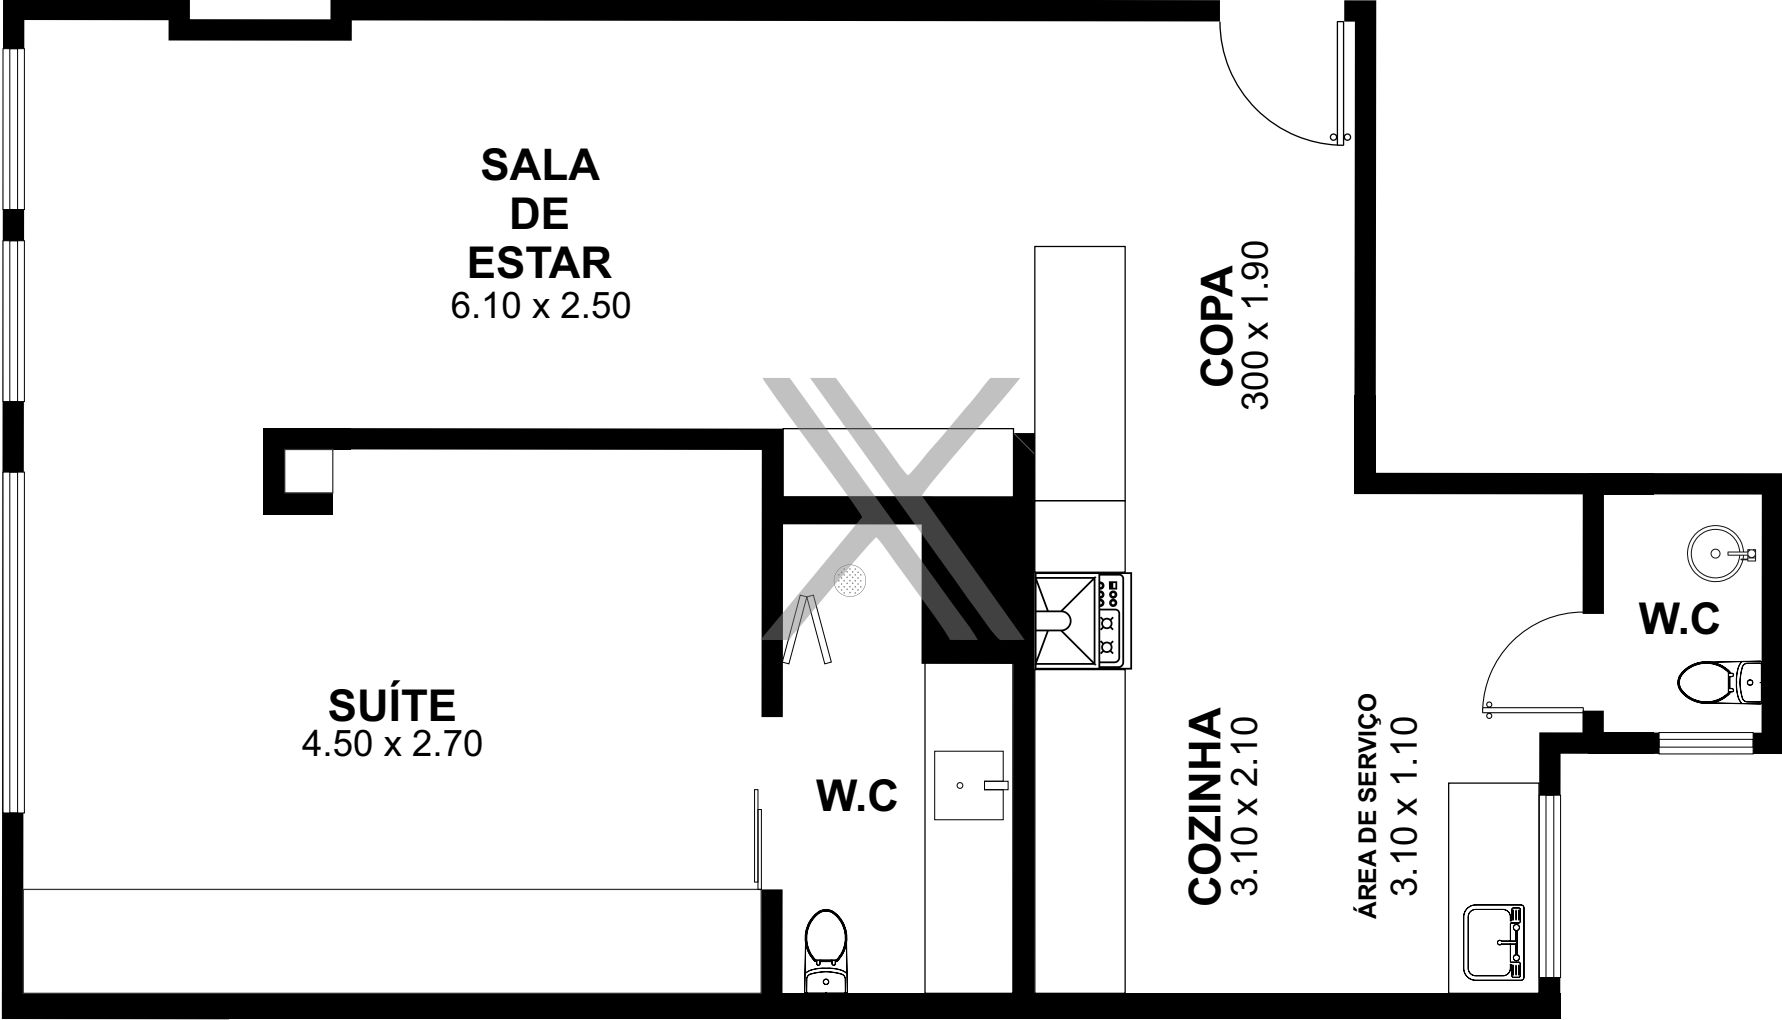 SALA
DE
ESTAR
6.10 x 2.50
COPA
300 x 1.90
W.C
SUÍTE
4.50 x 2.70
W.C
COZINHA
3.10 x 2.10
ÁREA DE SERVIÇO
3.10 x 1.10